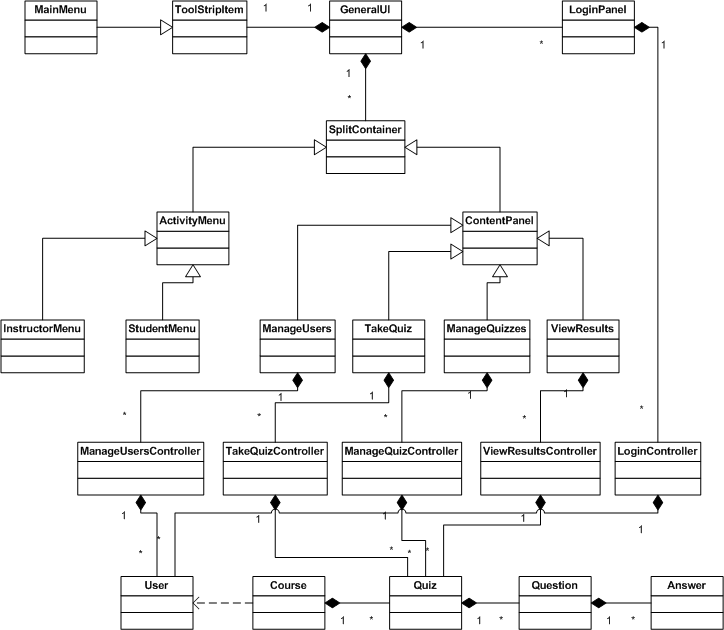 MainMenu
ToolStripItem
1
1
GeneralUI
LoginPanel
1
*
1
1
*
SplitContainer
ActivityMenu
ContentPanel
InstructorMenu
StudentMenu
ManageUsers
TakeQuiz
ManageQuizzes
ViewResults
1
1
1
1
*
*
*
*
*
ManageUsersController
TakeQuizController
ManageQuizController
ViewResultsController
LoginController
1
1
1
1
1
*
*
*
*
*
User
Course
Quiz
Question
Answer
1
*
1
*
1
*